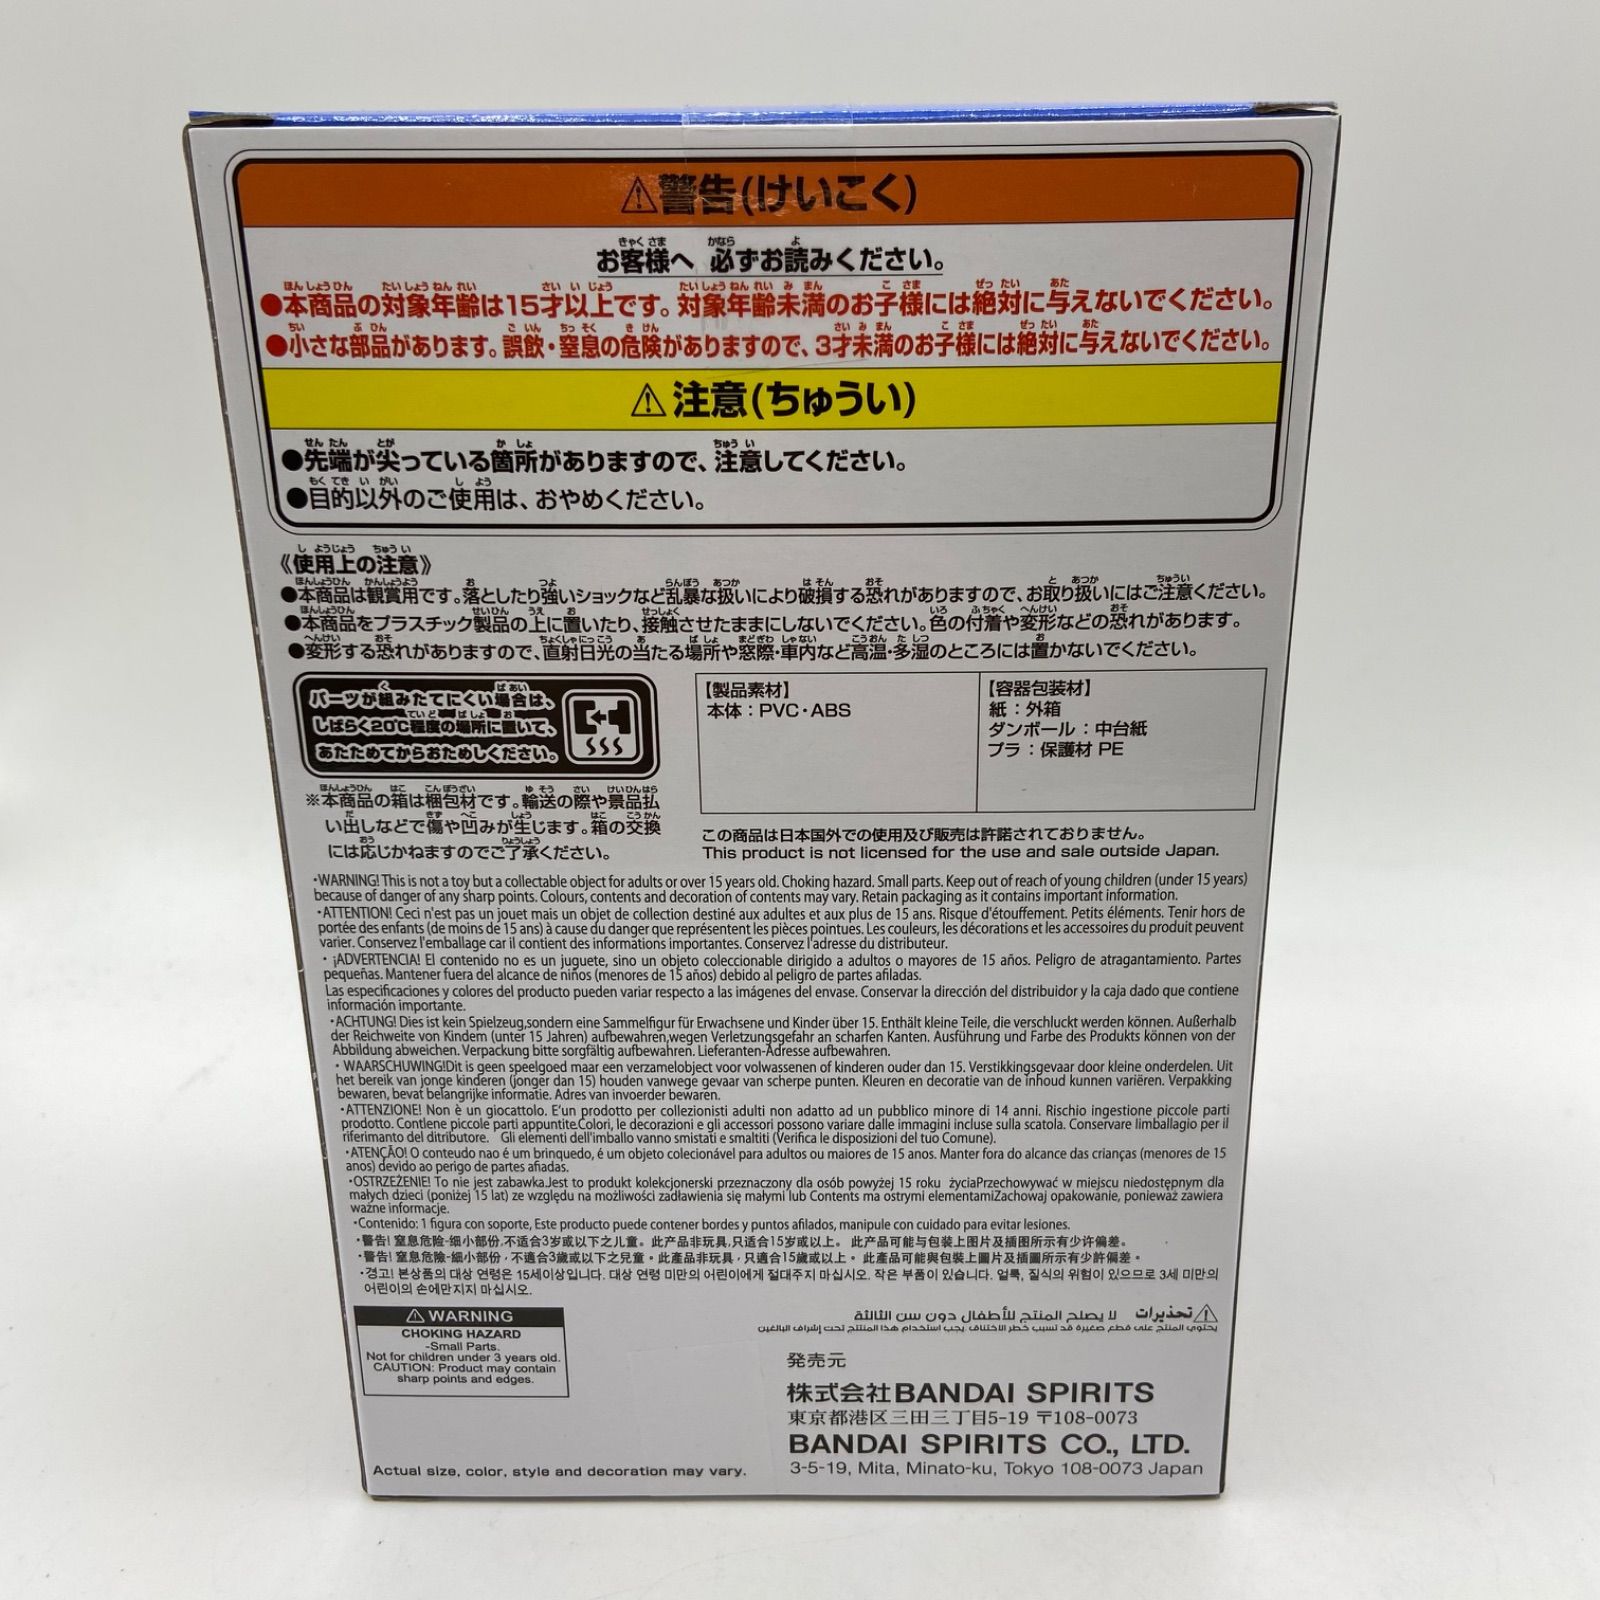 ⚠警告(けいこく)
お客様へ 必ずお読みください。
●本商品の対象年齢は15才以上です。対象年齢未満のお子様には絶対に与えないでください。
●小さな部品があります。誤飲・窒息の危険がありますので、3才未満のお子様には絶対に与えないでください。
⚠注意(ちゅうい)
●先端が尖っている箇所がありますので、注意してください。
●目的以外のご使用は、おやめください。
《使用上の注意》
●本商品は観賞用です。落としたり強いショックなど乱暴な扱いにより破損する恐れがありますので、お取り扱いにはご注意ください。
●本商品をプラスチック製品の上に置いたり、接触させたままにしないでください。色の付着や変形などの恐れがあります。
●変形する恐れがありますので、直射日光の当たる場所や窓際・車内など高温・多湿のところには置かないでください。
パーツが組みたてにくい場合は、
しばらく20℃程度の場所に置いて、
あたためてからおためしください。
※本商品の箱は梱包材です。輸送の際や景品払
い出しなどで傷や凹みが生じます。箱の交換
には応じかねますのでご了承ください。
【製品素材】
本体：PVC・ABS
【容器包装材】
紙：外箱
ダンボール：中台紙
プラ：保護材 PE
この商品は日本国外での使用及び販売は許諾されておりません。
This product is not licensed for the use and sale outside Japan.
・WARNING! This is not a toy but a collectable object for adults or over 15 years old. Choking hazard. Small parts. Keep out of reach of young children (under 15 years)
because of danger of any sharp points. Colours, contents and decoration of contents may vary. Retain packaging as it contains important information.
・ATTENTION! Ceci n'est pas un jouet mais un objet de collection destiné aux adultes et aux plus de 15 ans. Risque d'étouffement. Petits éléments. Tenir hors de
portée des enfants (de moins de 15 ans) à cause du danger que représentent les pièces pointues. Les couleurs, les décorations et les accessoires du produit peuvent
varier. Conservez l'emballage car il contient des informations importantes. Conservez l'adresse du distributeur.
・ ¡ADVERTENCIA! El contenido no es un juguete, sino un objeto coleccionable dirigido a adultos o mayores de 15 años. Peligro de atragantamiento. Partes
pequeñas. Mantener fuera del alcance de niños (menores de 15 años) debido al peligro de partes afiladas.
Las especificaciones y colores del producto pueden variar respecto a las imágenes del envase. Conservar la dirección del distribuidor y la caja dado que contiene
información importante.
・ACHTUNG! Dies ist kein Spielzeug,sondern eine Sammelfigur für Erwachsene und Kinder über 15. Enthält kleine Teile, die verschluckt werden können. Außerhalb
der Reichweite von Kindern (unter 15 Jahren) aufbewahren,wegen Verletzungsgefahr an scharfen Kanten. Ausführung und Farbe des Produkts können von der
Abbildung abweichen. Verpackung bitte sorgfältig aufbewahren. Lieferanten-Adresse aufbewahren.
・ WAARSCHUWING!Dit is geen speelgoed maar een verzamelobject voor volwassenen of kinderen ouder dan 15. Verstikkingsgevaar door kleine onderdelen. Uit
het bereik van jonge kinderen (jonger dan 15) houden vanwege gevaar van scherpe punten. Kleuren en decoratie van de inhoud kunnen variëren. Verpakking
bewaren, bevat belangrijke informatie. Adres van invoerder bewaren.
・ATTENZIONE! Non è un giocattolo. E'un prodotto per collezionisti adulti non adatto ad un pubblico minore di 14 anni. Rischio ingestione piccole parti
prodotto. Contiene piccole parti appuntite.Colori, le decorazioni e gli accessori possono variare dalle immagini incluse sulla scatola. Conservare limballagio per il
riferimanto del ditributore. Gli elementi dell'imballo vanno smistati e smaltiti (Verifica le disposizioni del tuo Comune).
・ATENÇÃO! O conteudo nao é um brinquedo, é um objeto colecionável para adultos ou maiores de 15 anos. Manter fora do alcance das crianças (menores de 15
anos) devido ao perigo de partes afiadas.
・OSTRZEŻENIE! To nie jest zabawka.Jest to produkt kolekcjonerski przeznaczony dla osób powyżej 15 roku życiaPrzechowywać w miejscu niedostępnym dla
małych dzieci (poniżej 15 lat) ze względu na możliwości zadławienia się małymi lub Contents ma ostrymi elementamiZachowaj opakowanie, ponieważ zawiera
ważne informacje.
・Contenido: 1 figura con soporte, Este producto puede contener bordes y puntos afilados, manipule con cuidado para evitar lesiones.
・警告! 窒息危险-细小部份,不适合3岁或以下之儿童。此产品非玩具,只适合15岁或以上。 此产品可能与包装上图片及插图所示有少许偏差。
・警告! 窒息危險-細小部份，不適合3歲或以下之兒童。此產品非玩具，只適合15歲或以上。 此產品可能與包裝上圖片及插圖所示有少許偏差。
・경고! 본상품의 대상 연령은 15세이상입니다. 대상 연령 미만의 어린이에게 절대주지 마십시오. 작은 부품이 있습니다. 얼룩, 질식의 위험이 있으므로 3세 미만의
어린이의 손에만지지 마십시오.
⚠تحذيرات لا يصلح المنتج للأطفال دون سن الثالثة
يحتوي المنتج على قطع صغيرة قد تسبب خطر الاختناق. يجب استخدام هذا المنتج تحت إشراف البالغين
⚠ WARNING
CHOKING HAZARD
-Small Parts.
Not for children under 3 years old.
CAUTION: Product may contain
sharp points and edges.
発売元
株式会社BANDAI SPIRITS
東京都港区三田三丁目5-19 〒108-0073
BANDAI SPIRITS CO., LTD.
3-5-19, Mita, Minato-ku, Tokyo 108-0073 Japan
Actual size, color, style and decoration may vary.